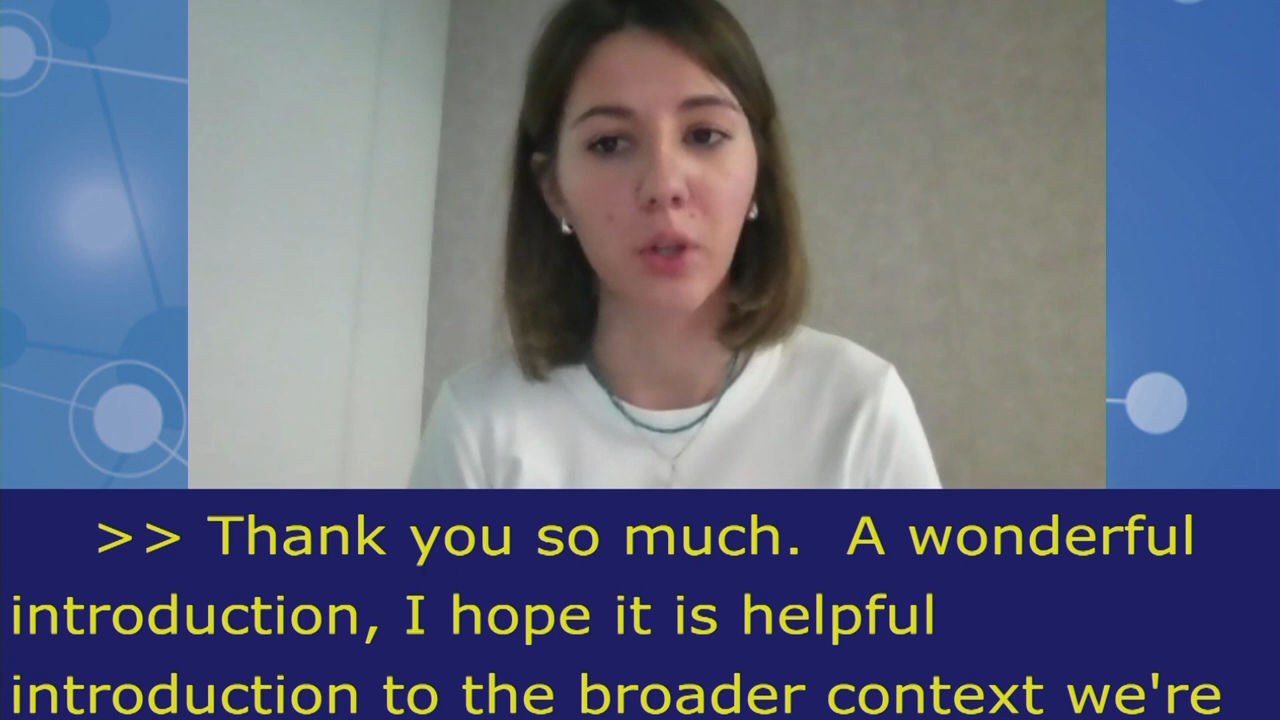 >> Thank you so much.  A wonderful
introduction, I hope it is helpful
introduction to the broader context we're